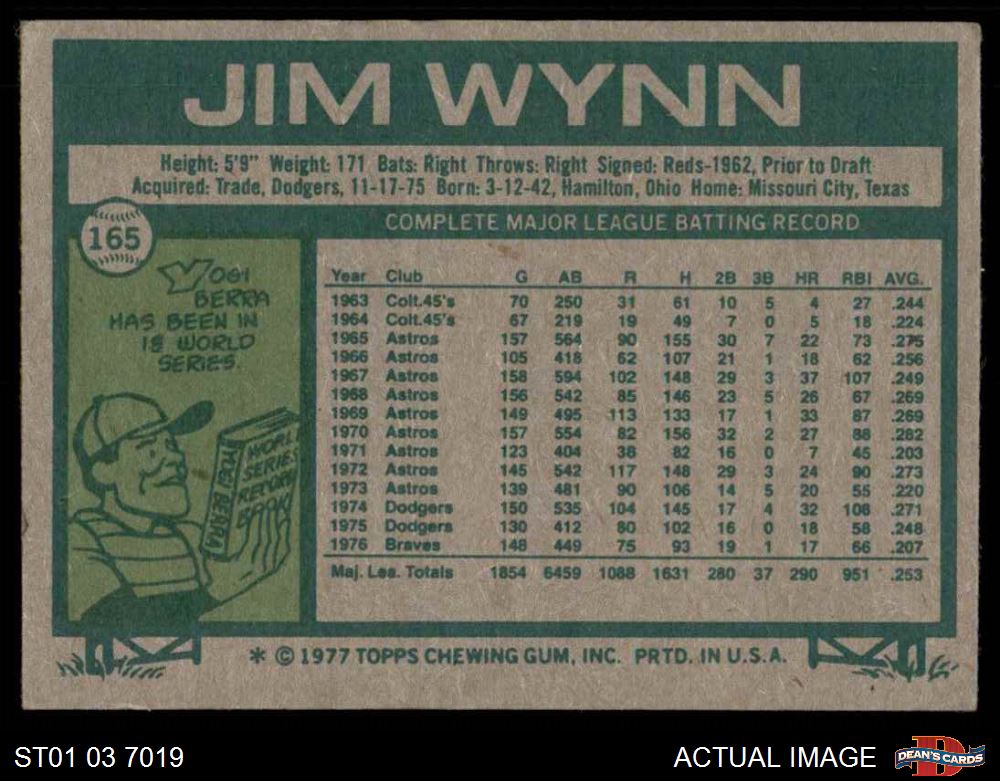 JIM WYNN
Height: 5'9" Weight: 171 Bats: Right Throws: Right Signed: Reds-1962, Prior to Draft
Acquired: Trade, Dodgers, 11-17-75 Born: 3-12-42, Hamilton, Ohio Home: Missouri City, Texas
165
COMPLETE MAJOR LEAGUE BATTING RECORD
YOGI
BERRA
HAS BEEN IN
18 WORLD
SERIES.
WORLD
SERIES
RECORD
BOOK
YOGI BERRA
Year Club G AB R H 2B 3B HR RBI AVG.
1963 Colt.45's 70 250 31 61 10 5 4 27 .244
1964 Colt.45's 67 219 19 49 7 0 5 18 .224
1965 Astros 157 564 90 155 30 7 22 73 .275
1966 Astros 105 418 62 107 21 1 18 62 .256
1967 Astros 158 594 102 148 29 3 37 107 .249
1968 Astros 156 542 85 146 23 5 26 67 .269
1969 Astros 149 495 113 133 17 1 33 87 .269
1970 Astros 157 554 82 156 32 2 27 88 .282
1971 Astros 123 404 38 82 16 0 7 45 .203
1972 Astros 145 542 117 148 29 3 24 90 .273
1973 Astros 139 481 90 106 14 5 20 55 .220
1974 Dodgers 150 535 104 145 17 4 32 108 .271
1975 Dodgers 130 412 80 102 16 0 18 58 .248
1976 Braves 148 449 75 93 19 1 17 66 .207
Maj. Lea. Totals 1854 6459 1088 1631 280 37 290 951 .253
* © 1977 TOPPS CHEWING GUM, INC. PRTD. IN U.S.A.
ST01 03 7019
ACTUAL IMAGE
D
DEAN'S CARDS